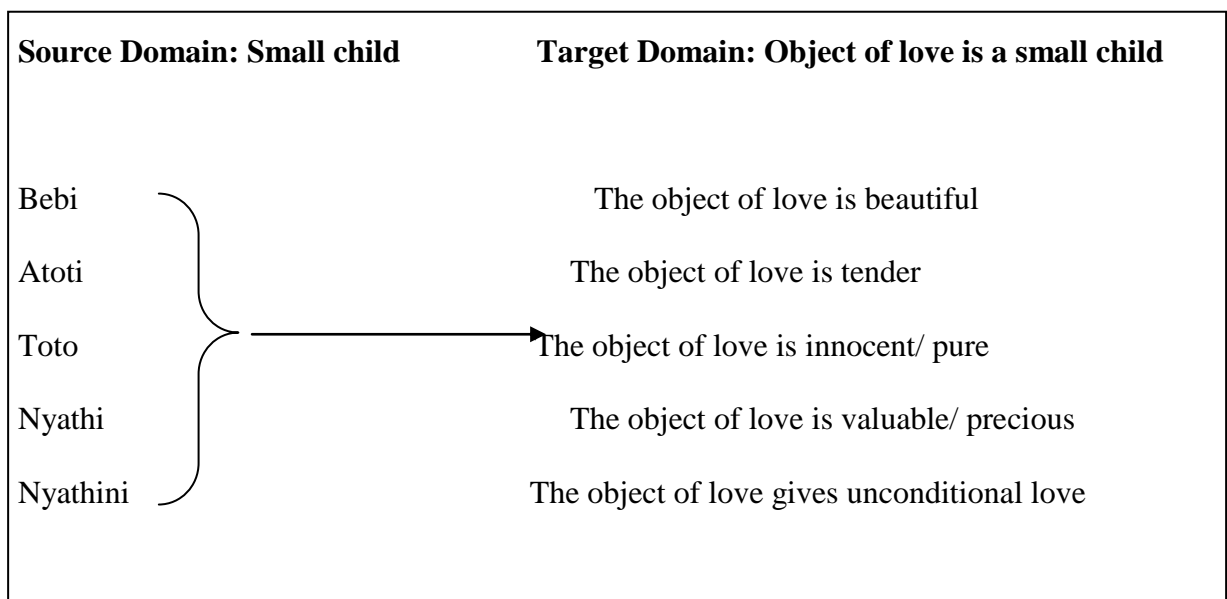 Source Domain: Small child Target Domain: Object of love is a small child
Bebi The object of love is beautiful
Atoti The object of love is tender
Toto The object of love is innocent/ pure
Nyathi The object of love is valuable/ precious
Nyathini The object of love gives unconditional love